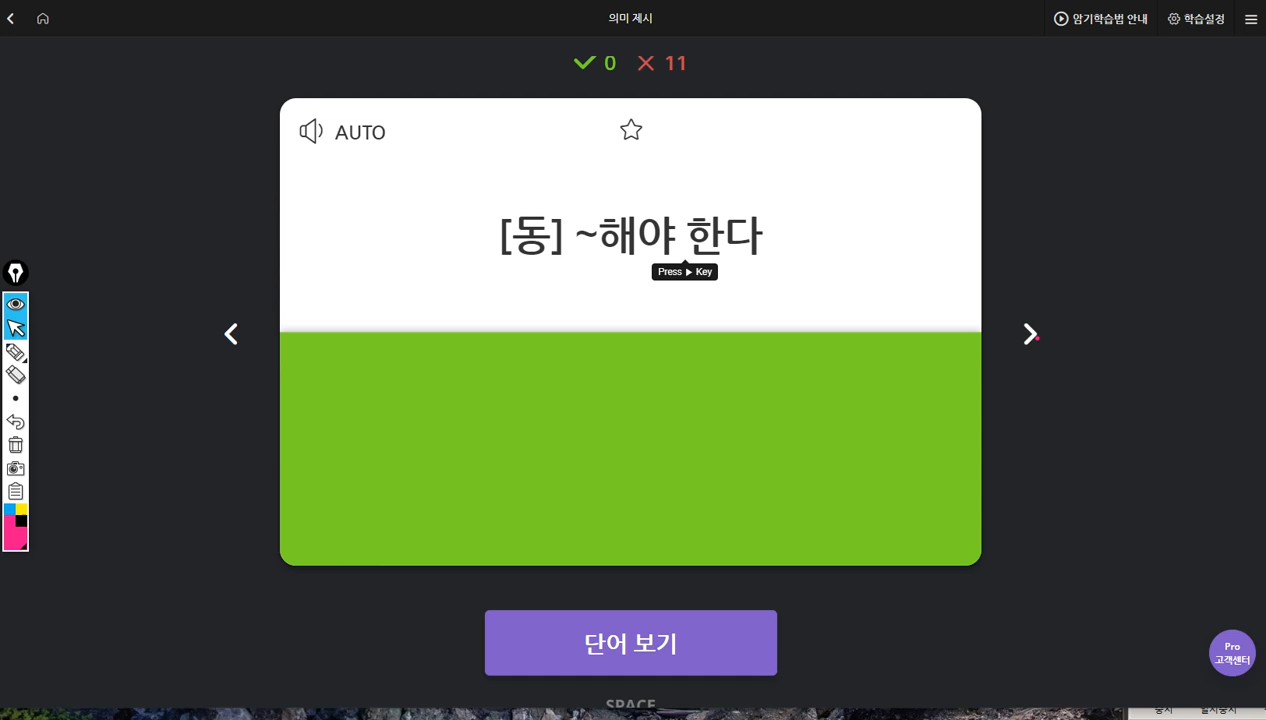 의미 제시
암기학습법 안내
학습설정
0
11
AUTO
[동] ~해야 한다
Press ▶ Key
단어 보기
Pro
고객센터
SPACE